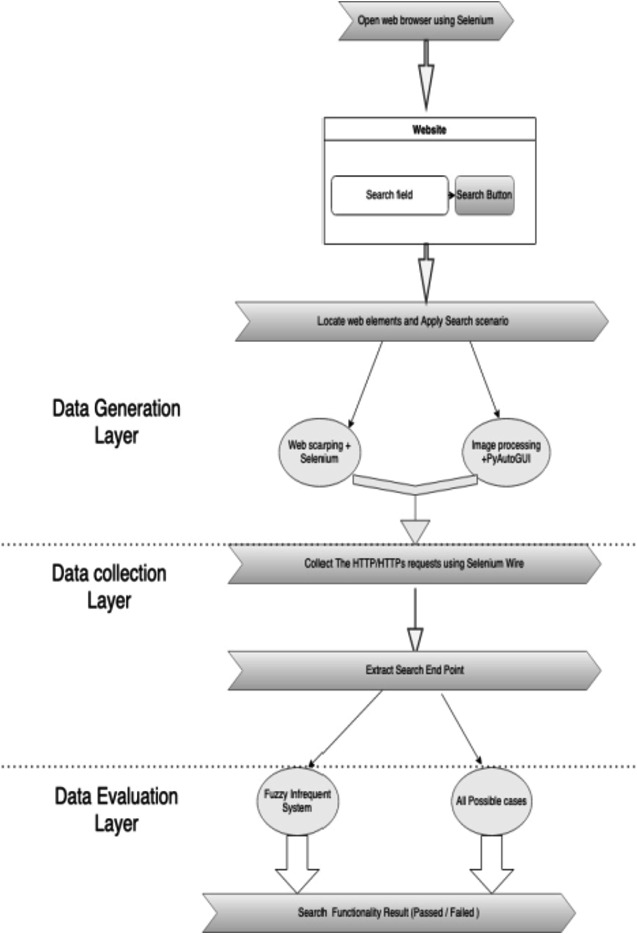 Open web browser using Selenium
Website
Search field
Search Button
Locate web elements and Apply Search scenario
Data Generation
Layer
Web scarping +
Selenium
Image processing
+PyAutoGUI
Data collection
Layer
Collect The HTTP/HTTPs requests using Selenium Wire
Extract Search End Point
Data Evaluation
Layer
Fuzzy Infrequent
System
All Possible cases
Search Functionality Result (Passed / Failed )